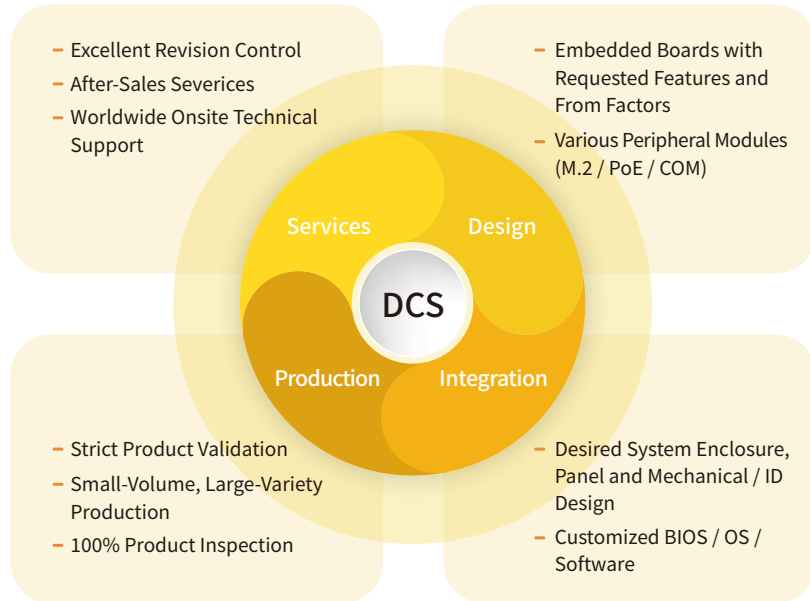 – Excellent Revision Control
– After-Sales Severices
– Worldwide Onsite Technical
Support
– Embedded Boards with
Requested Features and
From Factors
– Various Peripheral Modules
(M.2 / PoE / COM)
Services
Design
DCS
Production
Integration
– Strict Product Validation
– Small-Volume, Large-Variety
Production
– 100% Product Inspection
– Desired System Enclosure,
Panel and Mechanical / ID
Design
– Customized BIOS / OS /
Software